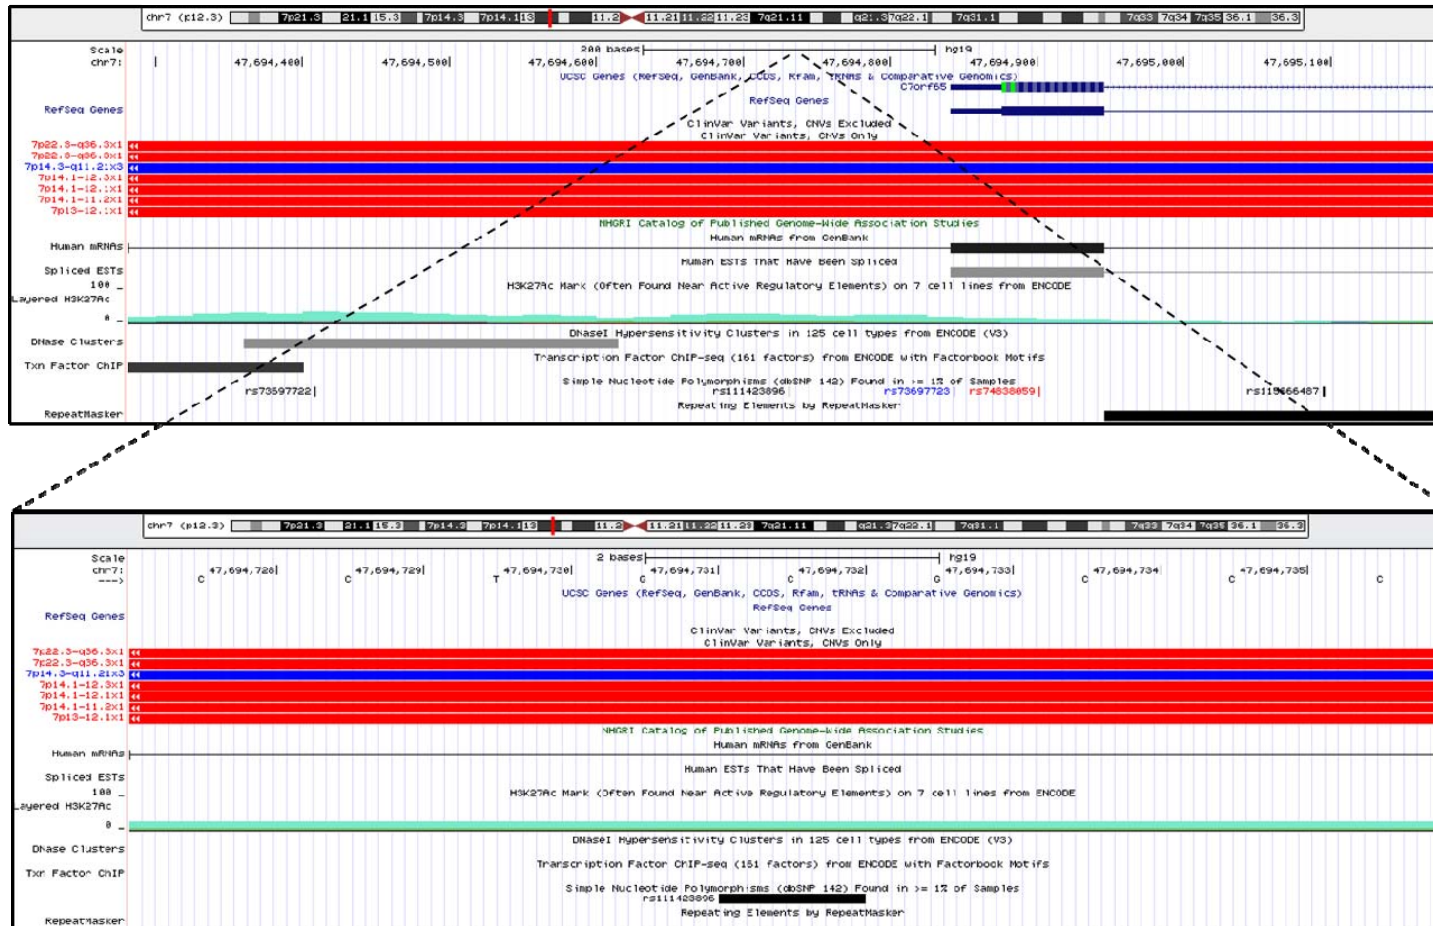 chr7 (p12.3) 7p21.3 21.1 15.3 7p14.3 7p14.1 13 11.2 11.21 11.22 11.23 7q21.11 q21.3 7q22.1 7q31.1 7q33 7q34 7q35 36.1 36.3
Scale 200 bases hg19
chr7: 47,694,400 47,694,500 47,694,600 47,694,700 47,694,800 47,694,900 47,695,000 47,695,100
UCSC Genes (RefSeq, GenBank, CCDS, Rfam, tRNAs & Comparative Genomics)
C7orf65
RefSeq Genes
RefSeq Genes
ClinVar Variants, CNVs Excluded
ClinVar Variants, CNVs Only
7p22.3-q36.3x1
7p22.3-q36.3x1
7p14.3-q11.21x3
7p14.1-12.3x1
7p14.1-12.1x1
7p14.1-11.2x1
7p13-12.1x1
NHGRI Catalog of Published Genome-Wide Association Studies
Human mRNAs from GenBank
Human mRNAs
Human ESTs That Have Been Spliced
Spliced ESTs
100 _
H3K27Ac Mark (Often Found Near Active Regulatory Elements) on 7 cell lines from ENCODE
Layered H3K27Ac
0 _
DNaseI Hypersensitivity Clusters in 125 cell types from ENCODE (V3)
DNase Clusters
Transcription Factor ChIP-seq (161 factors) from ENCODE with Factorbook Motifs
Txn Factor ChIP
Simple Nucleotide Polymorphisms (dbSNP 142) Found in >= 1% of Samples
rs73697722 rs111423896 rs73697723 rs74838059 rs115666487
Repeating Elements by RepeatMasker
RepeatMasker
chr7 (p12.3) 7p21.3 21.1 15.3 7p14.3 7p14.1 13 11.2 11.21 11.22 11.23 7q21.11 q21.3 7q22.1 7q31.1 7q33 7q34 7q35 36.1 36.3
Scale 2 bases hg19
chr7: 47,694,728 47,694,729 47,694,730 47,694,731 47,694,732 47,694,733 47,694,734 47,694,735
---> C C T G C G C C C
UCSC Genes (RefSeq, GenBank, CCDS, Rfam, tRNAs & Comparative Genomics)
RefSeq Genes
RefSeq Genes
ClinVar Variants, CNVs Excluded
ClinVar Variants, CNVs Only
7p22.3-q36.3x1
7p22.3-q36.3x1
7p14.3-q11.21x3
7p14.1-12.3x1
7p14.1-12.1x1
7p14.1-11.2x1
7p13-12.1x1
NHGRI Catalog of Published Genome-Wide Association Studies
Human mRNAs from GenBank
Human mRNAs
Human ESTs That Have Been Spliced
Spliced ESTs
100 _
H3K27Ac Mark (Often Found Near Active Regulatory Elements) on 7 cell lines from ENCODE
Layered H3K27Ac
0 _
DNaseI Hypersensitivity Clusters in 125 cell types from ENCODE (V3)
DNase Clusters
Transcription Factor ChIP-seq (161 factors) from ENCODE with Factorbook Motifs
Txn Factor ChIP
Simple Nucleotide Polymorphisms (dbSNP 142) Found in >= 1% of Samples
rs111423896
Repeating Elements by RepeatMasker
RepeatMasker